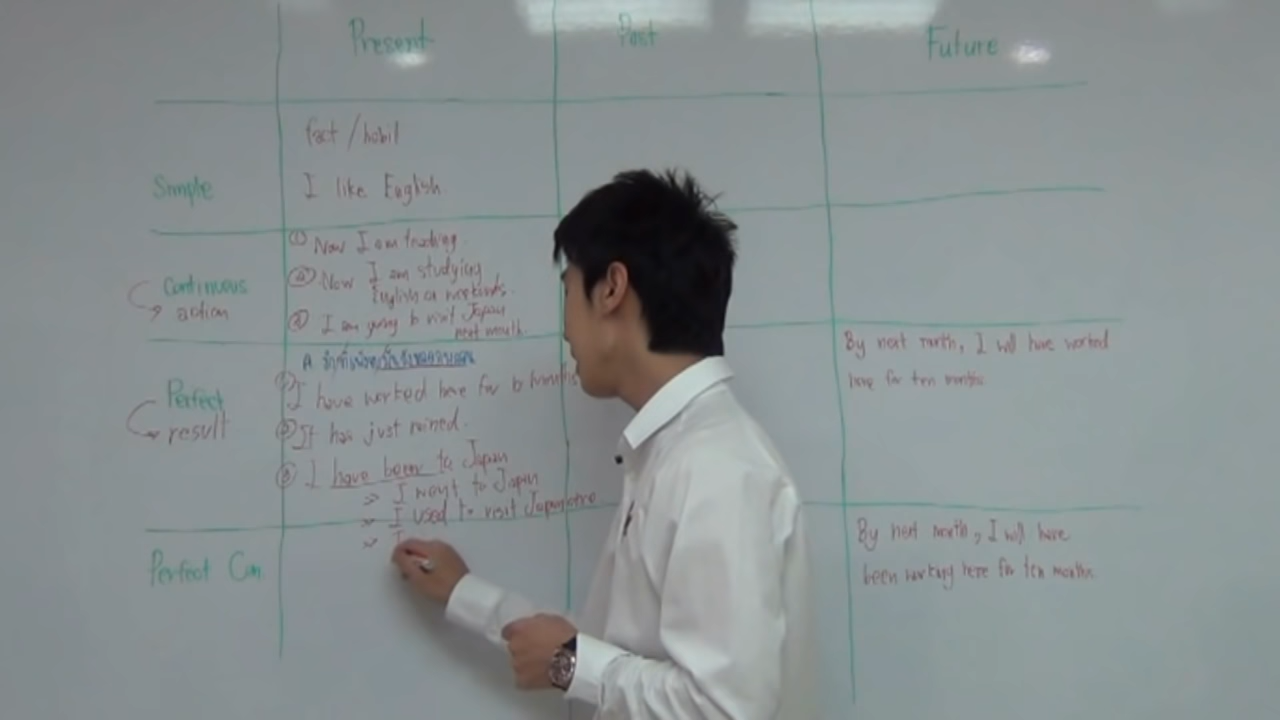 Present
Past
Future
fact / habit
Simple
I like English.
① Now I am teaching.
② Now I am studying
English on weekends.
Continuous
action
③ I am going to visit Japan
next month.
By next month, I will have worked
here for ten months.
A.
Perfect
result
① I have worked here for 6 months
② It has just rained.
③ I have been to Japan
I went to Japan
I used to visit Japan
I
By next month, I will have
been working here for ten months.
Perfect Con